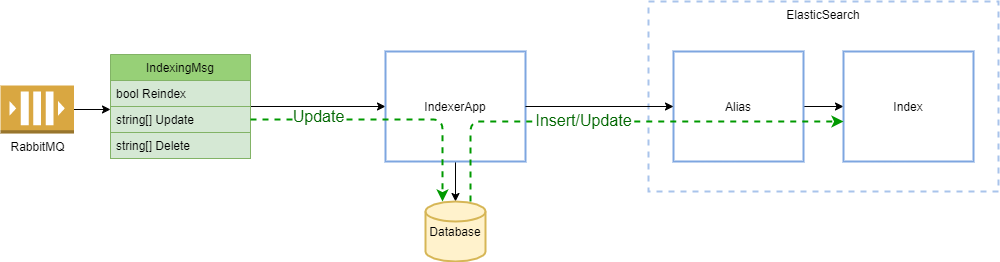 ElasticSearch
IndexingMsg
bool Reindex
string[] Update
string[] Delete
RabbitMQ
Update
IndexerApp
Insert/Update
Alias
Index
Database